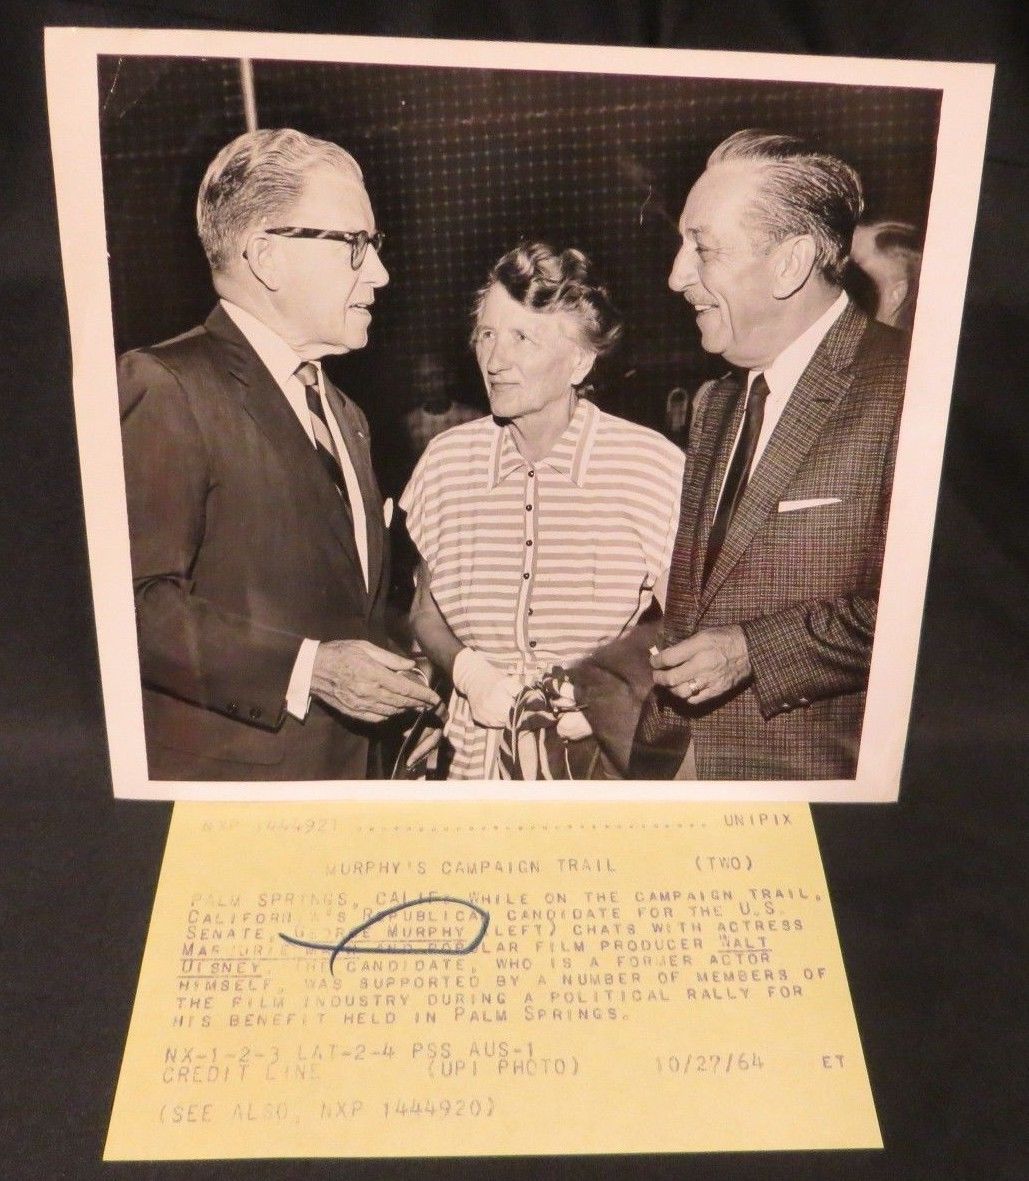 NXP 1444921 .................................. UNIPIX
MURPHY'S CAMPAIGN TRAIL (TWO)
PALM SPRINGS, CALIF. WHILE ON THE CAMPAIGN TRAIL,
CALIFORNIA'S REPUBLICAN CANDIDATE FOR THE U.S.
SENATE, GEORGE MURPHY (LEFT) CHATS WITH ACTRESS
MARJORIE MAIN AND POPULAR FILM PRODUCER WALT
DISNEY. THE CANDIDATE, WHO IS A FORMER ACTOR
HIMSELF, WAS SUPPORTED BY A NUMBER OF MEMBERS OF
THE FILM INDUSTRY DURING A POLITICAL RALLY FOR
HIS BENEFIT HELD IN PALM SPRINGS.
NX-1-2-3 LAT-2-4 PSS AUS-1
CREDIT LINE (UPI PHOTO) 10/27/64 ET
(SEE ALSO, NXP 1444920)